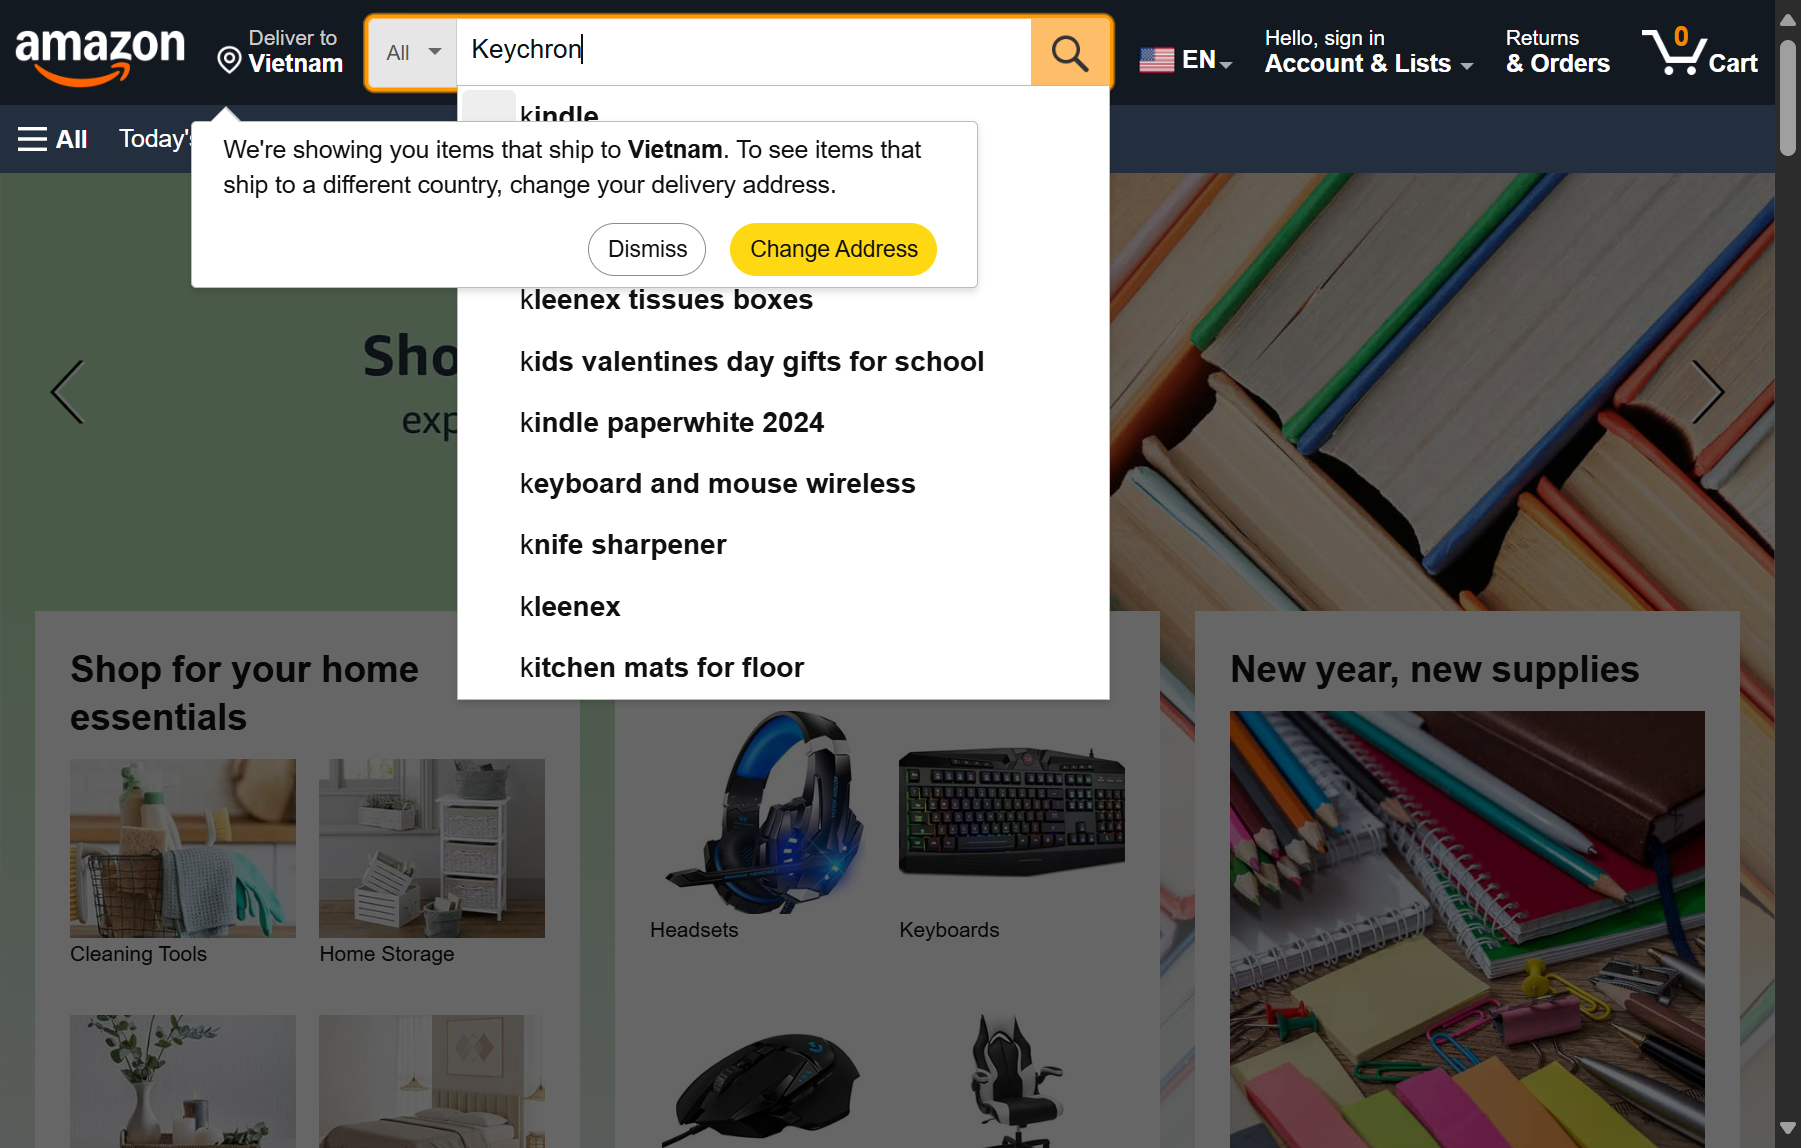 amazon
Deliver to
Vietnam
All
Keychron
EN
Hello, sign in
Account & Lists
Returns
& Orders
0
Cart
All
Today's
kindle
We're showing you items that ship to Vietnam. To see items that
ship to a different country, change your delivery address.
Dismiss
Change Address
kleenex tissues boxes
kids valentines day gifts for school
kindle paperwhite 2024
keyboard and mouse wireless
knife sharpener
kleenex
kitchen mats for floor
Sho
exp
Shop for your home
essentials
Cleaning Tools
Home Storage
Headsets
Keyboards
New year, new supplies